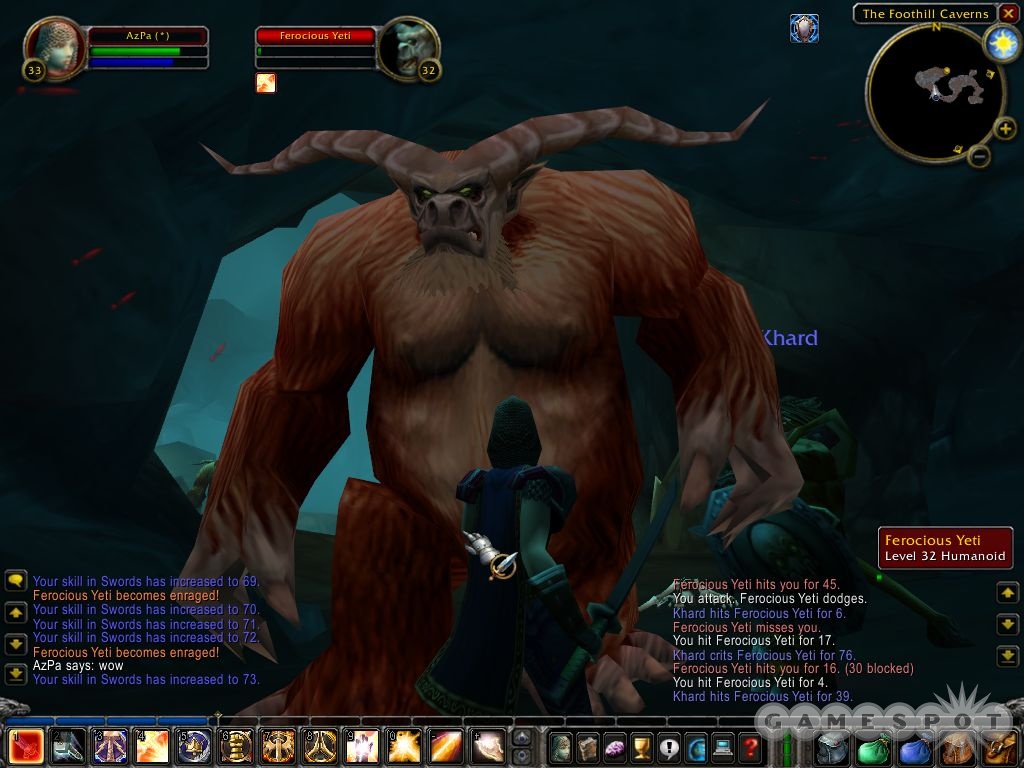 AzPa (*)
33
Ferocious Yeti
32
The Foothill Caverns
N
Khard
Ferocious Yeti
Level 32 Humanoid
Your skill in Swords has increased to 69.
Ferocious Yeti becomes enraged!
Your skill in Swords has increased to 70.
Your skill in Swords has increased to 71.
Your skill in Swords has increased to 72.
Ferocious Yeti becomes enraged!
AzPa says: wow
Your skill in Swords has increased to 73.
Ferocious Yeti hits you for 45.
You attack. Ferocious Yeti dodges.
Khard hits Ferocious Yeti for 6.
Ferocious Yeti misses you.
You hit Ferocious Yeti for 17.
Khard crits Ferocious Yeti for 76.
Ferocious Yeti hits you for 16. (30 blocked)
You hit Ferocious Yeti for 4.
Khard hits Ferocious Yeti for 39.
GAMESPOT